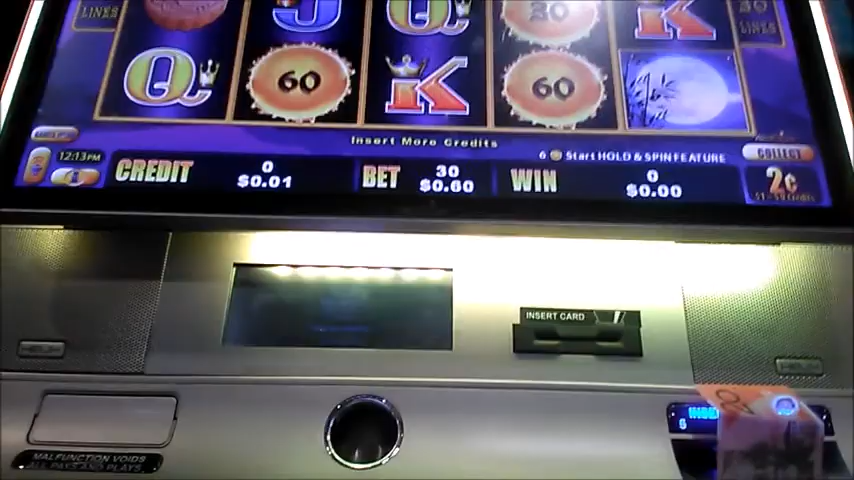 LINES
J
Q
20
K
LINES
Q
60
K
60
Insert More Credits
12:13PM
CREDIT
0
$0.01
BET
30
$0.60
6 Start HOLD & SPIN FEATURE
WIN
0
$0.00
COLLECT
2¢
INSERT CARD
MALFUNCTION VOIDS
ALL PAYS AND PLAYS
20